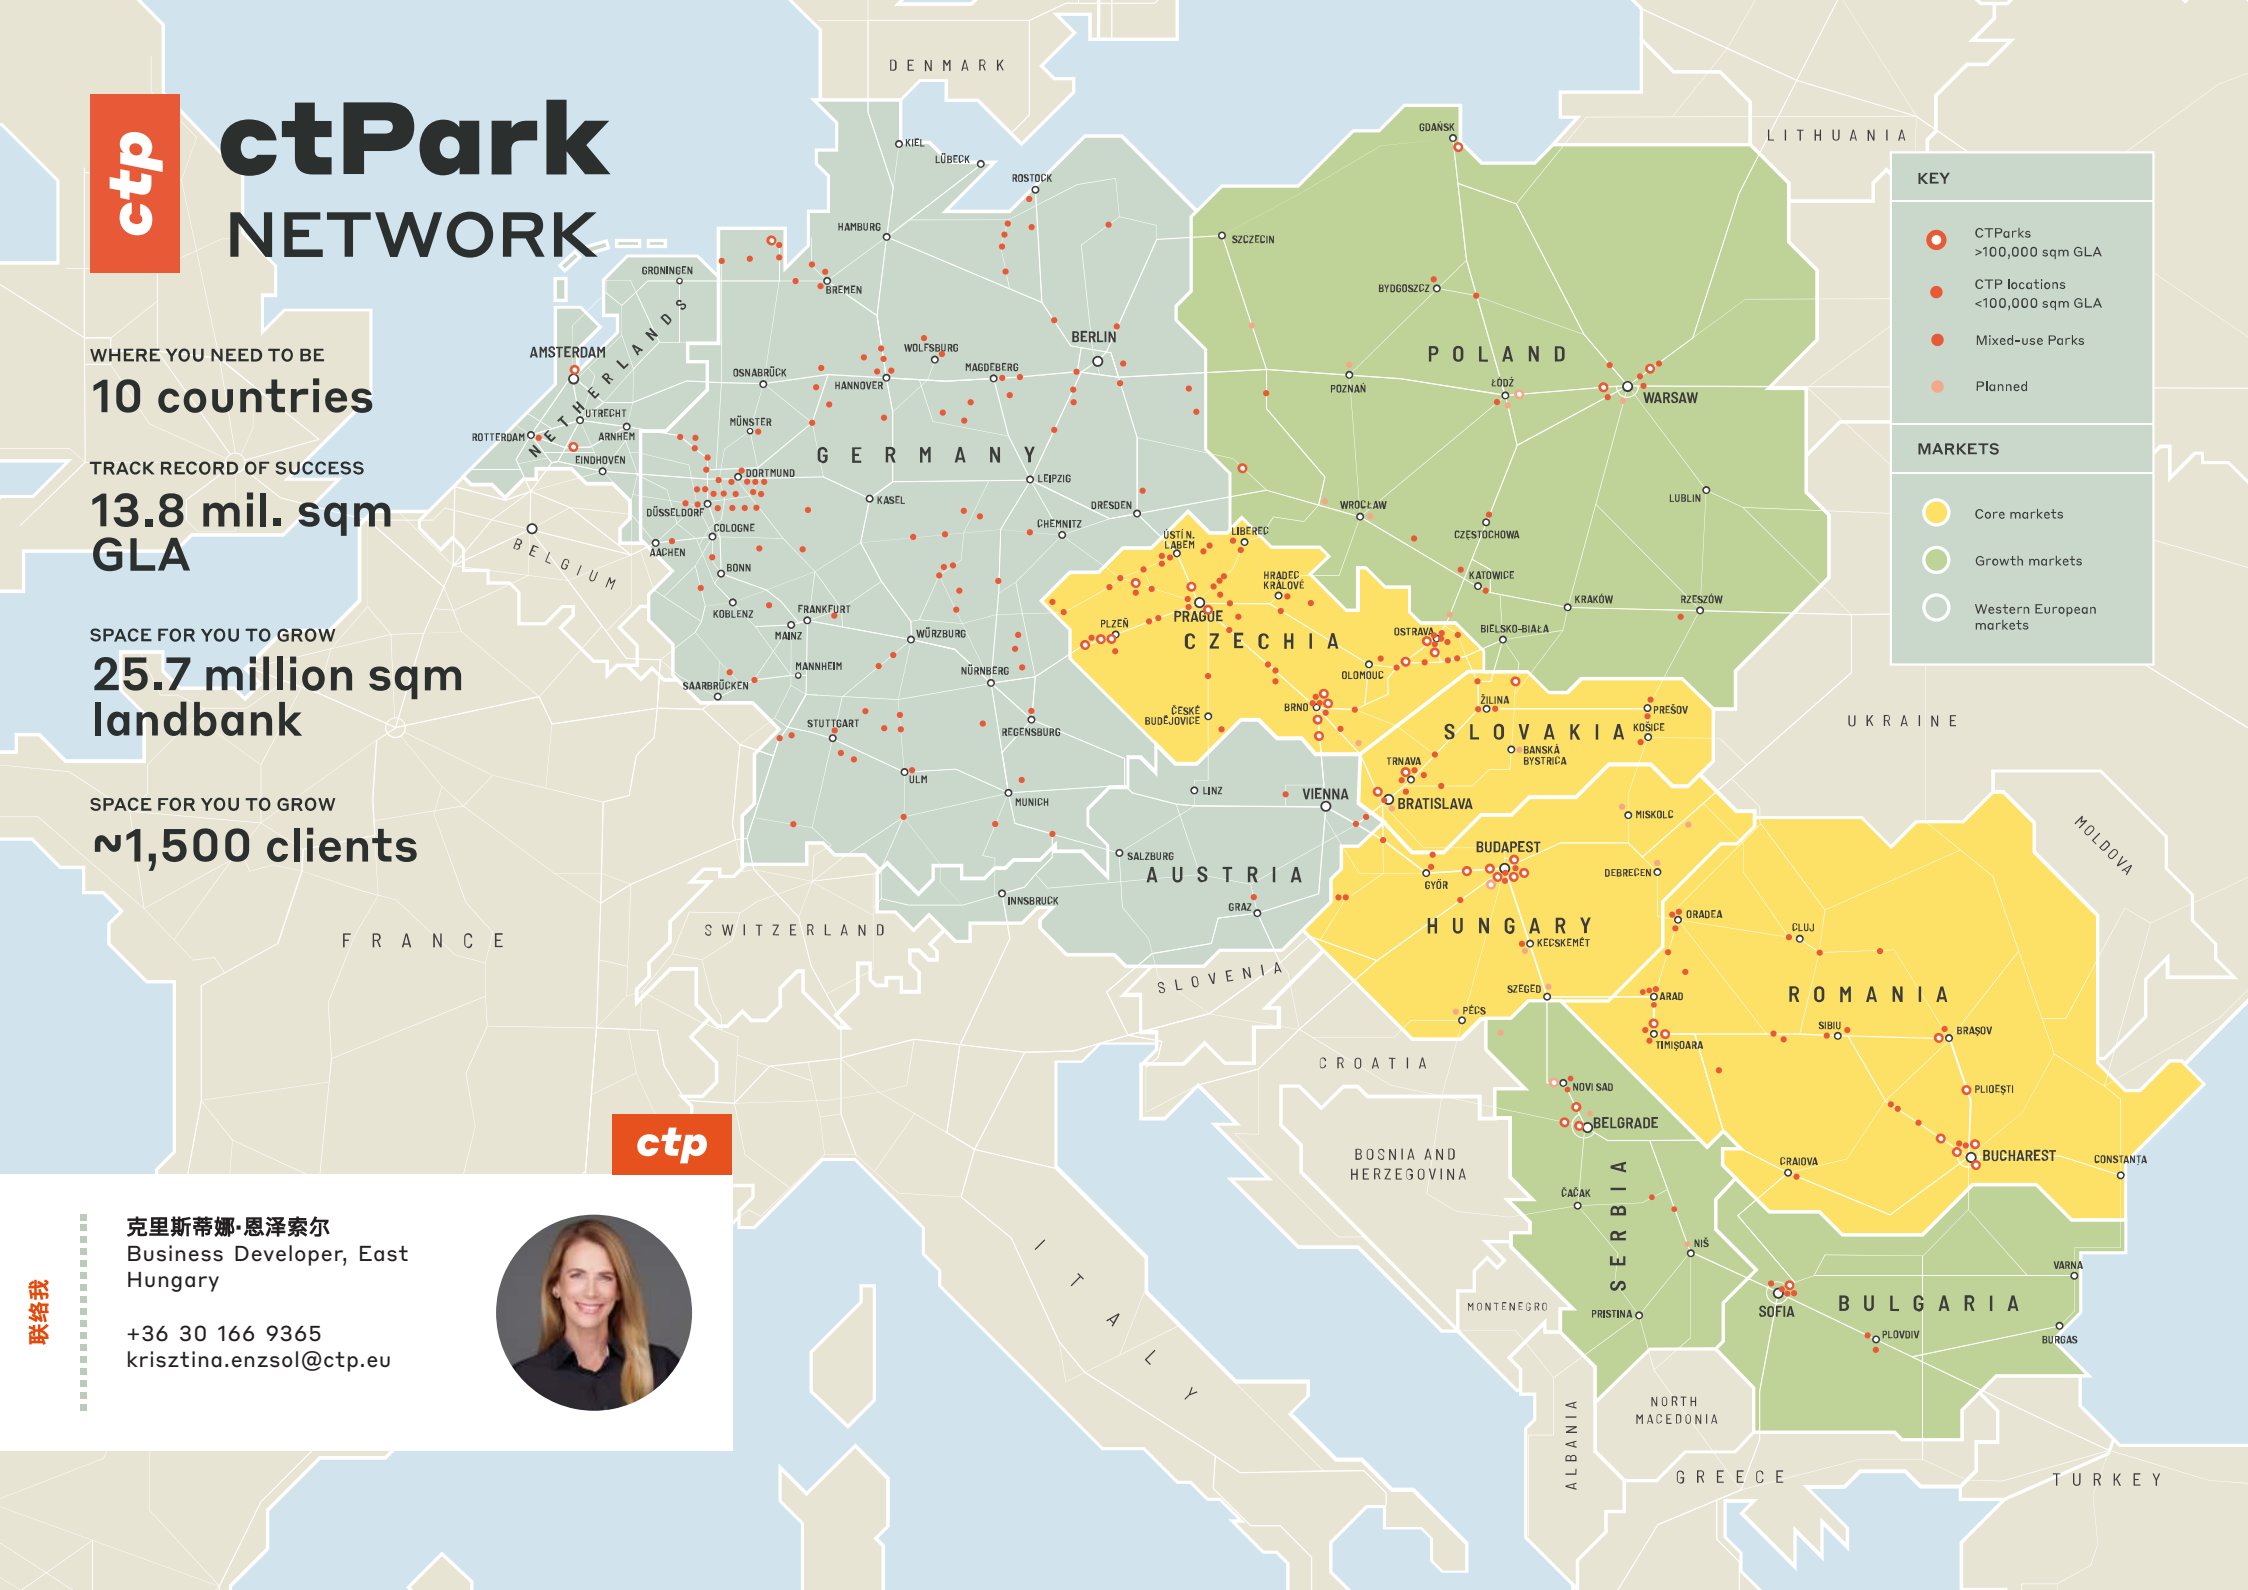 ctp
ctPark
NETWORK
WHERE YOU NEED TO BE
10 countries
TRACK RECORD OF SUCCESS
13.8 mil. sqm
GLA
SPACE FOR YOU TO GROW
25.7 million sqm
landbank
SPACE FOR YOU TO GROW
~1,500 clients
KEY
CTParks
>100,000 sqm GLA
CTP locations
<100,000 sqm GLA
Mixed-use Parks
Planned
MARKETS
Core markets
Growth markets
Western European
markets
DENMARK
LITHUANIA
KIEL
LÜBECK
ROSTOCK
HAMBURG
BREMEN
GRONINGEN
NETHERLANDS
AMSTERDAM
UTRECHT
ROTTERDAM
ARNHEM
EINDHOVEN
BERLIN
WOLFSBURG
MAGDEBERG
OSNABRÜCK
HANNOVER
MÜNSTER
GERMANY
DORTMUND
LEIPZIG
KASEL
DÜSSELDORF
DRESDEN
CHEMNITZ
COLOGNE
AACHEN
BONN
BELGIUM
KOBLENZ
FRANKFURT
MAINZ
WÜRZBURG
MANNHEIM
NÜRNBERG
SAARBRÜCKEN
STUTTGART
REGENSBURG
ULM
MUNICH
GDAŃSK
SZCZECIN
BYDGOSZCZ
POLAND
POZNAŃ
ŁÓDŹ
WARSAW
WROCŁAW
LUBLIN
CZĘSTOCHOWA
KATOWICE
KRAKÓW
RZESZÓW
BIELSKO-BIAŁA
ÚSTÍ N.
LABEM
LIBEREC
HRADEC
KRÁLOVÉ
PRAGUE
PLZEŇ
CZECHIA
OSTRAVA
OLOMOUC
BRNO
ČESKÉ
BUDĚJOVICE
ŽILINA
PREŠOV
SLOVAKIA
KOŠICE
BANSKÁ
BYSTRICA
TRNAVA
BRATISLAVA
UKRAINE
MOLDOVA
LINZ
VIENNA
SALZBURG
AUSTRIA
INNSBRUCK
GRAZ
MISKOLC
BUDAPEST
GYŐR
DEBRECEN
HUNGARY
KECSKEMÉT
SZEGED
PÉCS
ORADEA
CLUJ
ARAD
ROMANIA
TIMIȘOARA
SIBIU
BRAȘOV
PLIOEȘTI
BUCHAREST
CONSTANȚA
CRAIOVA
FRANCE
SWITZERLAND
SLOVENIA
CROATIA
BOSNIA AND
HERZEGOVINA
NOVI SAD
BELGRADE
ČAČAK
SERBIA
NIŠ
PRISTINA
MONTENEGRO
SOFIA
BULGARIA
VARNA
PLOVDIV
BURGAS
ITALY
ALBANIA
NORTH
MACEDONIA
GREECE
TURKEY
ctp
联络我
克里斯蒂娜·恩泽索尔
Business Developer, East
Hungary
+36 30 166 9365
krisztina.enzsol@ctp.eu